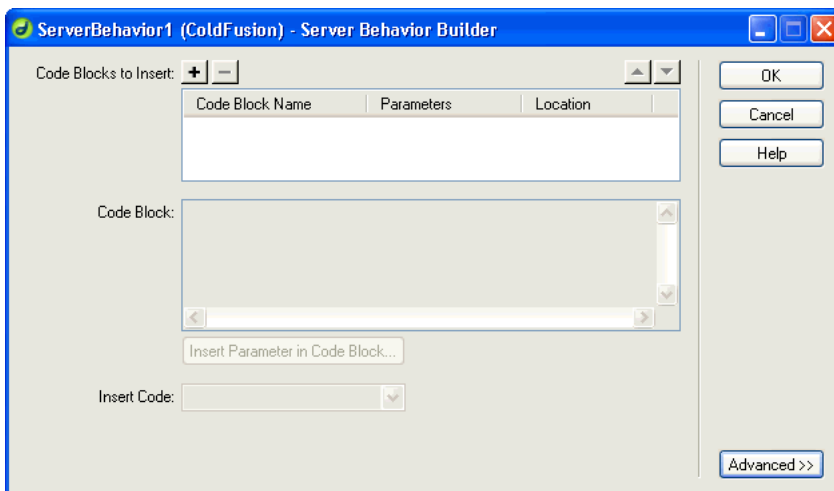 ServerBehavior1 (ColdFusion) - Server Behavior Builder
Code Blocks to Insert:
OK
Code Block Name Parameters Location
Cancel
Help
Code Block:
Insert Parameter in Code Block...
Insert Code:
Advanced >>